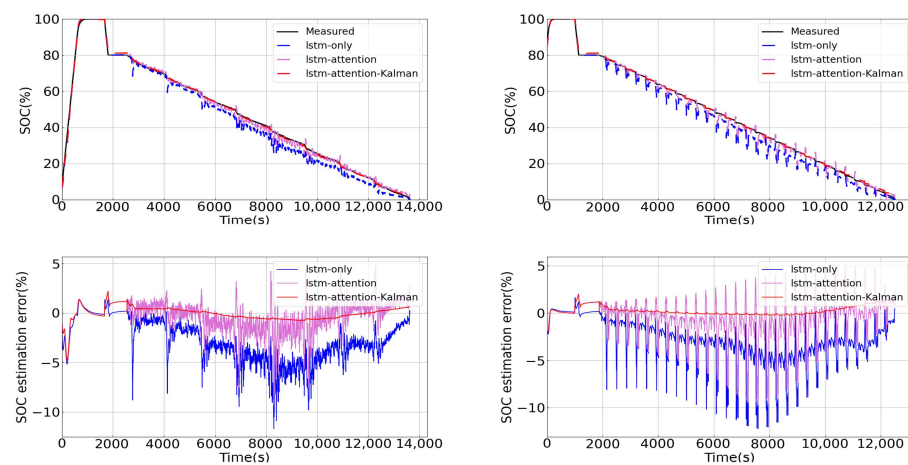 100
80
60
40
20
0
SOC(%)
Measured
lstm-only
lstm-attention
lstm-attention-Kalman
0 2000 4000 6000 8000 10,000 12,000 14,000
Time(s)
100
80
60
40
20
0
SOC(%)
Measured
lstm-only
lstm-attention
lstm-attention-Kalman
0 2000 4000 6000 8000 10,000 12,000
Time(s)
5
0
−5
−10
SOC estimation error(%)
lstm-only
lstm-attention
lstm-attention-Kalman
0 2000 4000 6000 8000 10,000 12,000 14,000
Time(s)
5
0
−5
−10
SOC estimation error(%)
lstm-only
lstm-attention
lstm-attention-Kalman
0 2000 4000 6000 8000 10,000 12,000
Time(s)